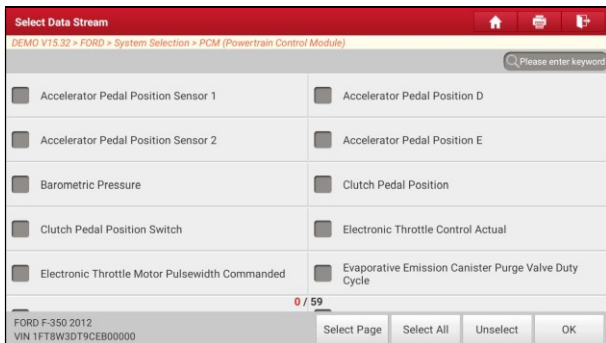 Select Data Stream
DEMO V15.32 > FORD > System Selection > PCM (Powertrain Control Module)
Please enter keyword
Accelerator Pedal Position Sensor 1
Accelerator Pedal Position D
Accelerator Pedal Position Sensor 2
Accelerator Pedal Position E
Barometric Pressure
Clutch Pedal Position
Clutch Pedal Position Switch
Electronic Throttle Control Actual
Electronic Throttle Motor Pulsewidth Commanded
Evaporative Emission Canister Purge Valve Duty
Cycle
0 / 59
FORD F-350 2012
VIN 1FT8W3DT9CEB00000
Select Page
Select All
Unselect
OK